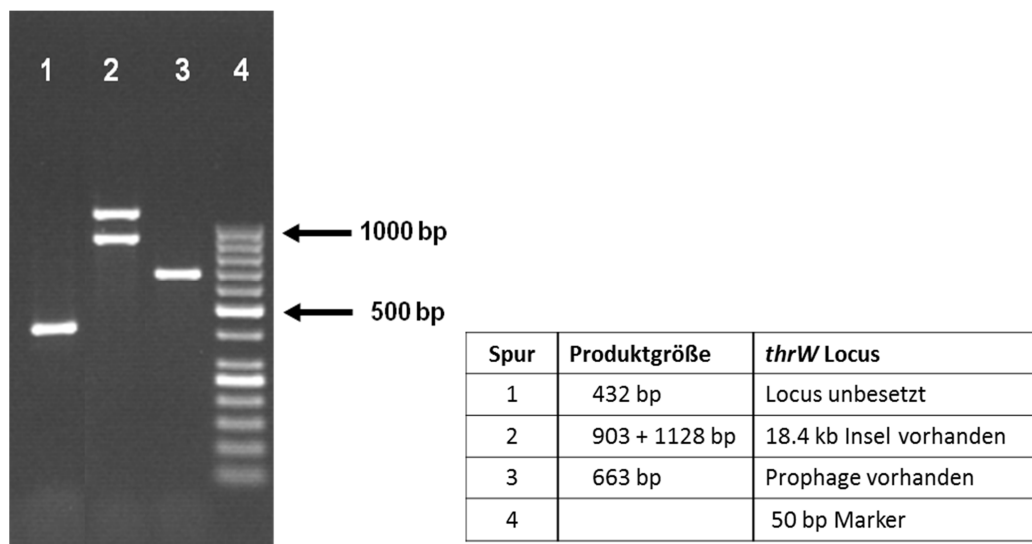 1 2 3 4
1000 bp
500 bp
Spur Produktgröße thrW Locus
1 432 bp Locus unbesetzt
2 903 + 1128 bp 18.4 kb Insel vorhanden
3 663 bp Prophage vorhanden
4 50 bp Marker